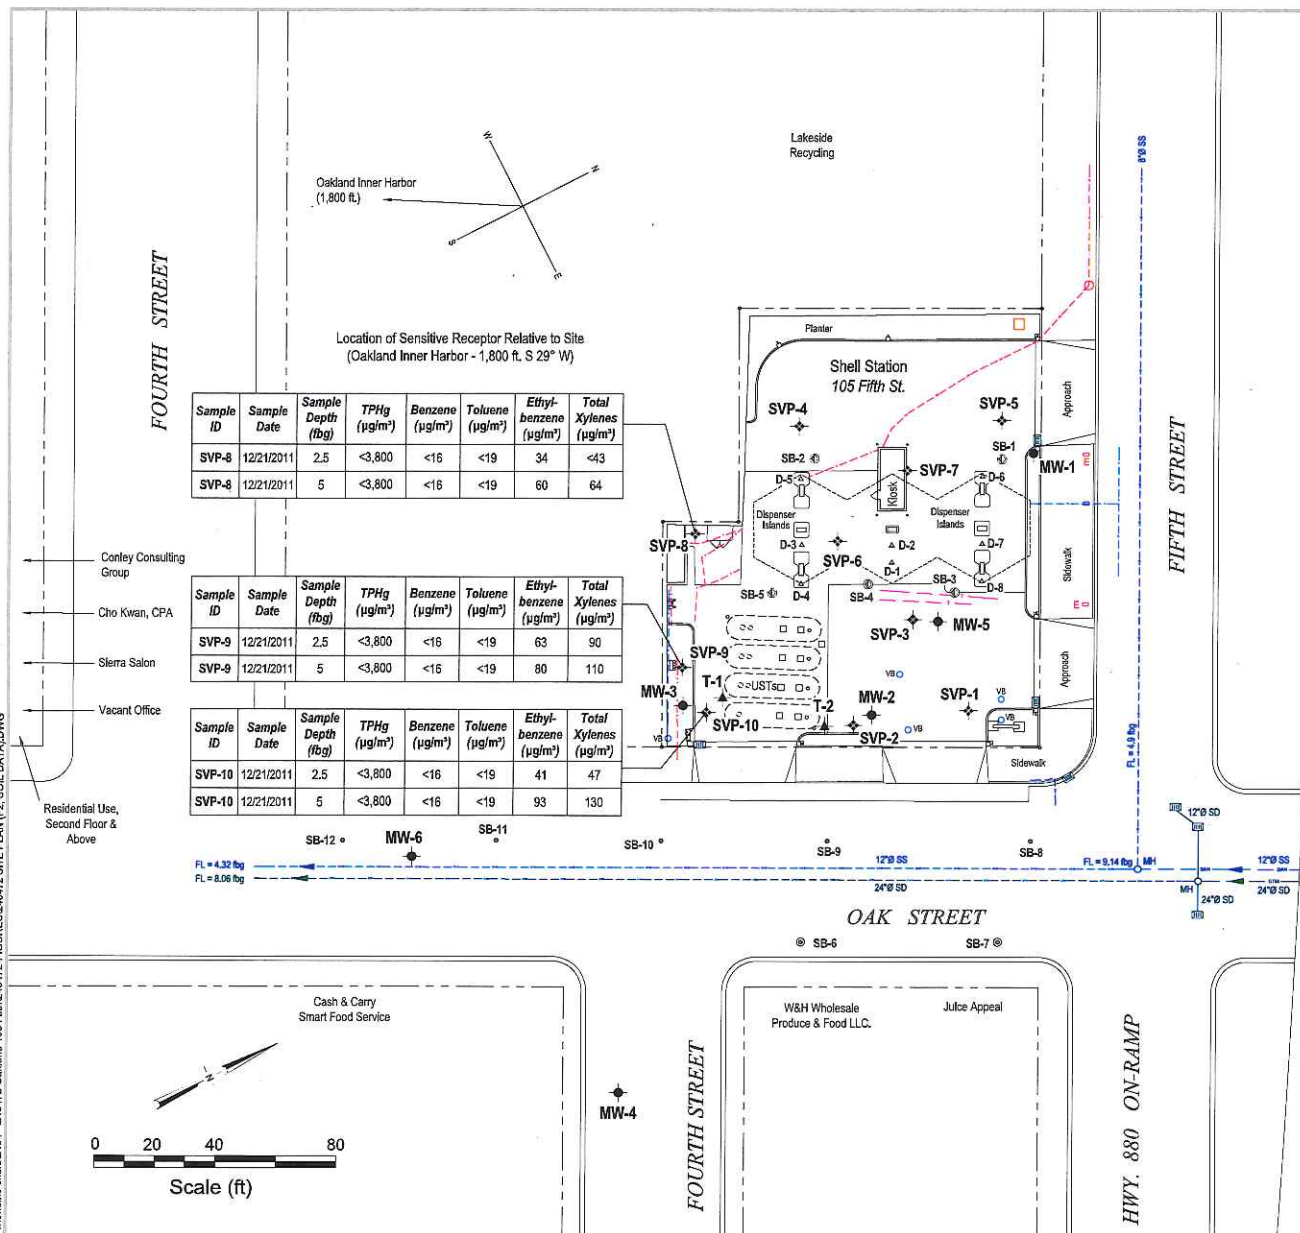 Lakeside
Recycling
8"Ø SS
W
N
S
E
Oakland Inner Harbor
(1,800 ft.)
FOURTH STREET
Location of Sensitive Receptor Relative to Site
(Oakland Inner Harbor - 1,800 ft. S 29° W)
Planter
Shell Station
105 Fifth St.
Approach
SVP-4
SVP-5
SB-2
SB-1
MW-1
SVP-7
D-5
D-6
Kiosk
Dispenser
Islands
Dispenser
Islands
FIFTH STREET
SVP-8
D-3
SVP-6
D-2
D-7
D-1
Sidewalk
SB-5
D-4
SB-4
SB-3
D-8
SVP-3
MW-5
SVP-9
T-1
USTs
MW-3
SVP-10
T-2
MW-2
SVP-2
SVP-1
VB
VB
VB
VB
VB
Approach
Sidewalk
FL = 4.9 fbg
Sample ID Sample Date Sample Depth (fbg) TPHg (µg/m³) Benzene (µg/m³) Toluene (µg/m³) Ethyl-benzene (µg/m³) Total Xylenes (µg/m³)
SVP-8 12/21/2011 2.5 <3,800 <16 <19 34 <43
SVP-8 12/21/2011 5 <3,800 <16 <19 60 64
Sample ID Sample Date Sample Depth (fbg) TPHg (µg/m³) Benzene (µg/m³) Toluene (µg/m³) Ethyl-benzene (µg/m³) Total Xylenes (µg/m³)
SVP-9 12/21/2011 2.5 <3,800 <16 <19 63 90
SVP-9 12/21/2011 5 <3,800 <16 <19 80 110
Sample ID Sample Date Sample Depth (fbg) TPHg (µg/m³) Benzene (µg/m³) Toluene (µg/m³) Ethyl-benzene (µg/m³) Total Xylenes (µg/m³)
SVP-10 12/21/2011 2.5 <3,800 <16 <19 41 47
SVP-10 12/21/2011 5 <3,800 <16 <19 93 130
Conley Consulting
Group
Cho Kwan, CPA
Sierra Salon
Vacant Office
Residential Use,
Second Floor &
Above
SB-12
MW-6
SB-11
SB-10
SB-9
SB-8
12"Ø SD
FL = 4.32 fbg
12"Ø SS
FL = 9.14 fbg
MH
12"Ø SS
FL = 8.06 fbg
24"Ø SD
MH
24"Ø SD
24"Ø SD
OAK STREET
SB-6
SB-7
Cash & Carry
Smart Food Service
W&H Wholesale
Produce & Food LLC.
Juice Appeal
N
MW-4
FOURTH STREET
HWY. 880 ON-RAMP
0 20 40 80
Scale (ft)